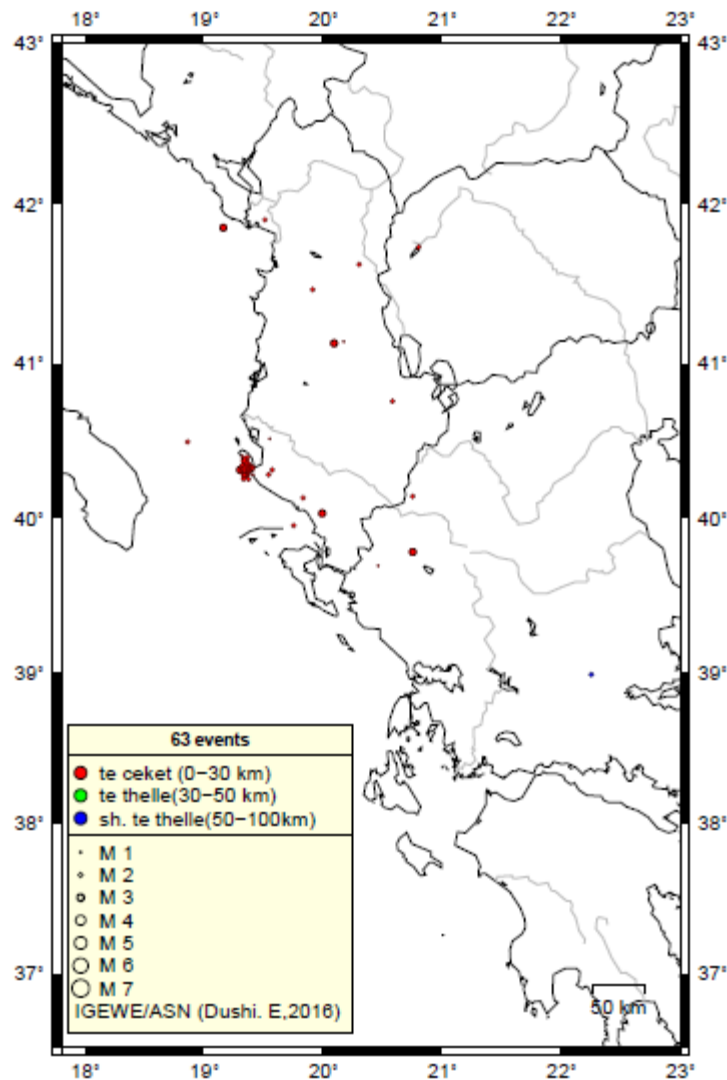 18° 19° 20° 21° 22° 23°
43° 43°
42° 42°
41° 41°
40° 40°
39° 39°
63 events
te ceket (0−30 km)
te thelle(30−50 km)
sh. te thelle(50−100km)
38° 38°
M 1
M 2
M 3
M 4
M 5
M 6
M 7
37° 37°
50 km
IGEWE/ASN (Dushi. E,2016)
18° 19° 20° 21° 22° 23°